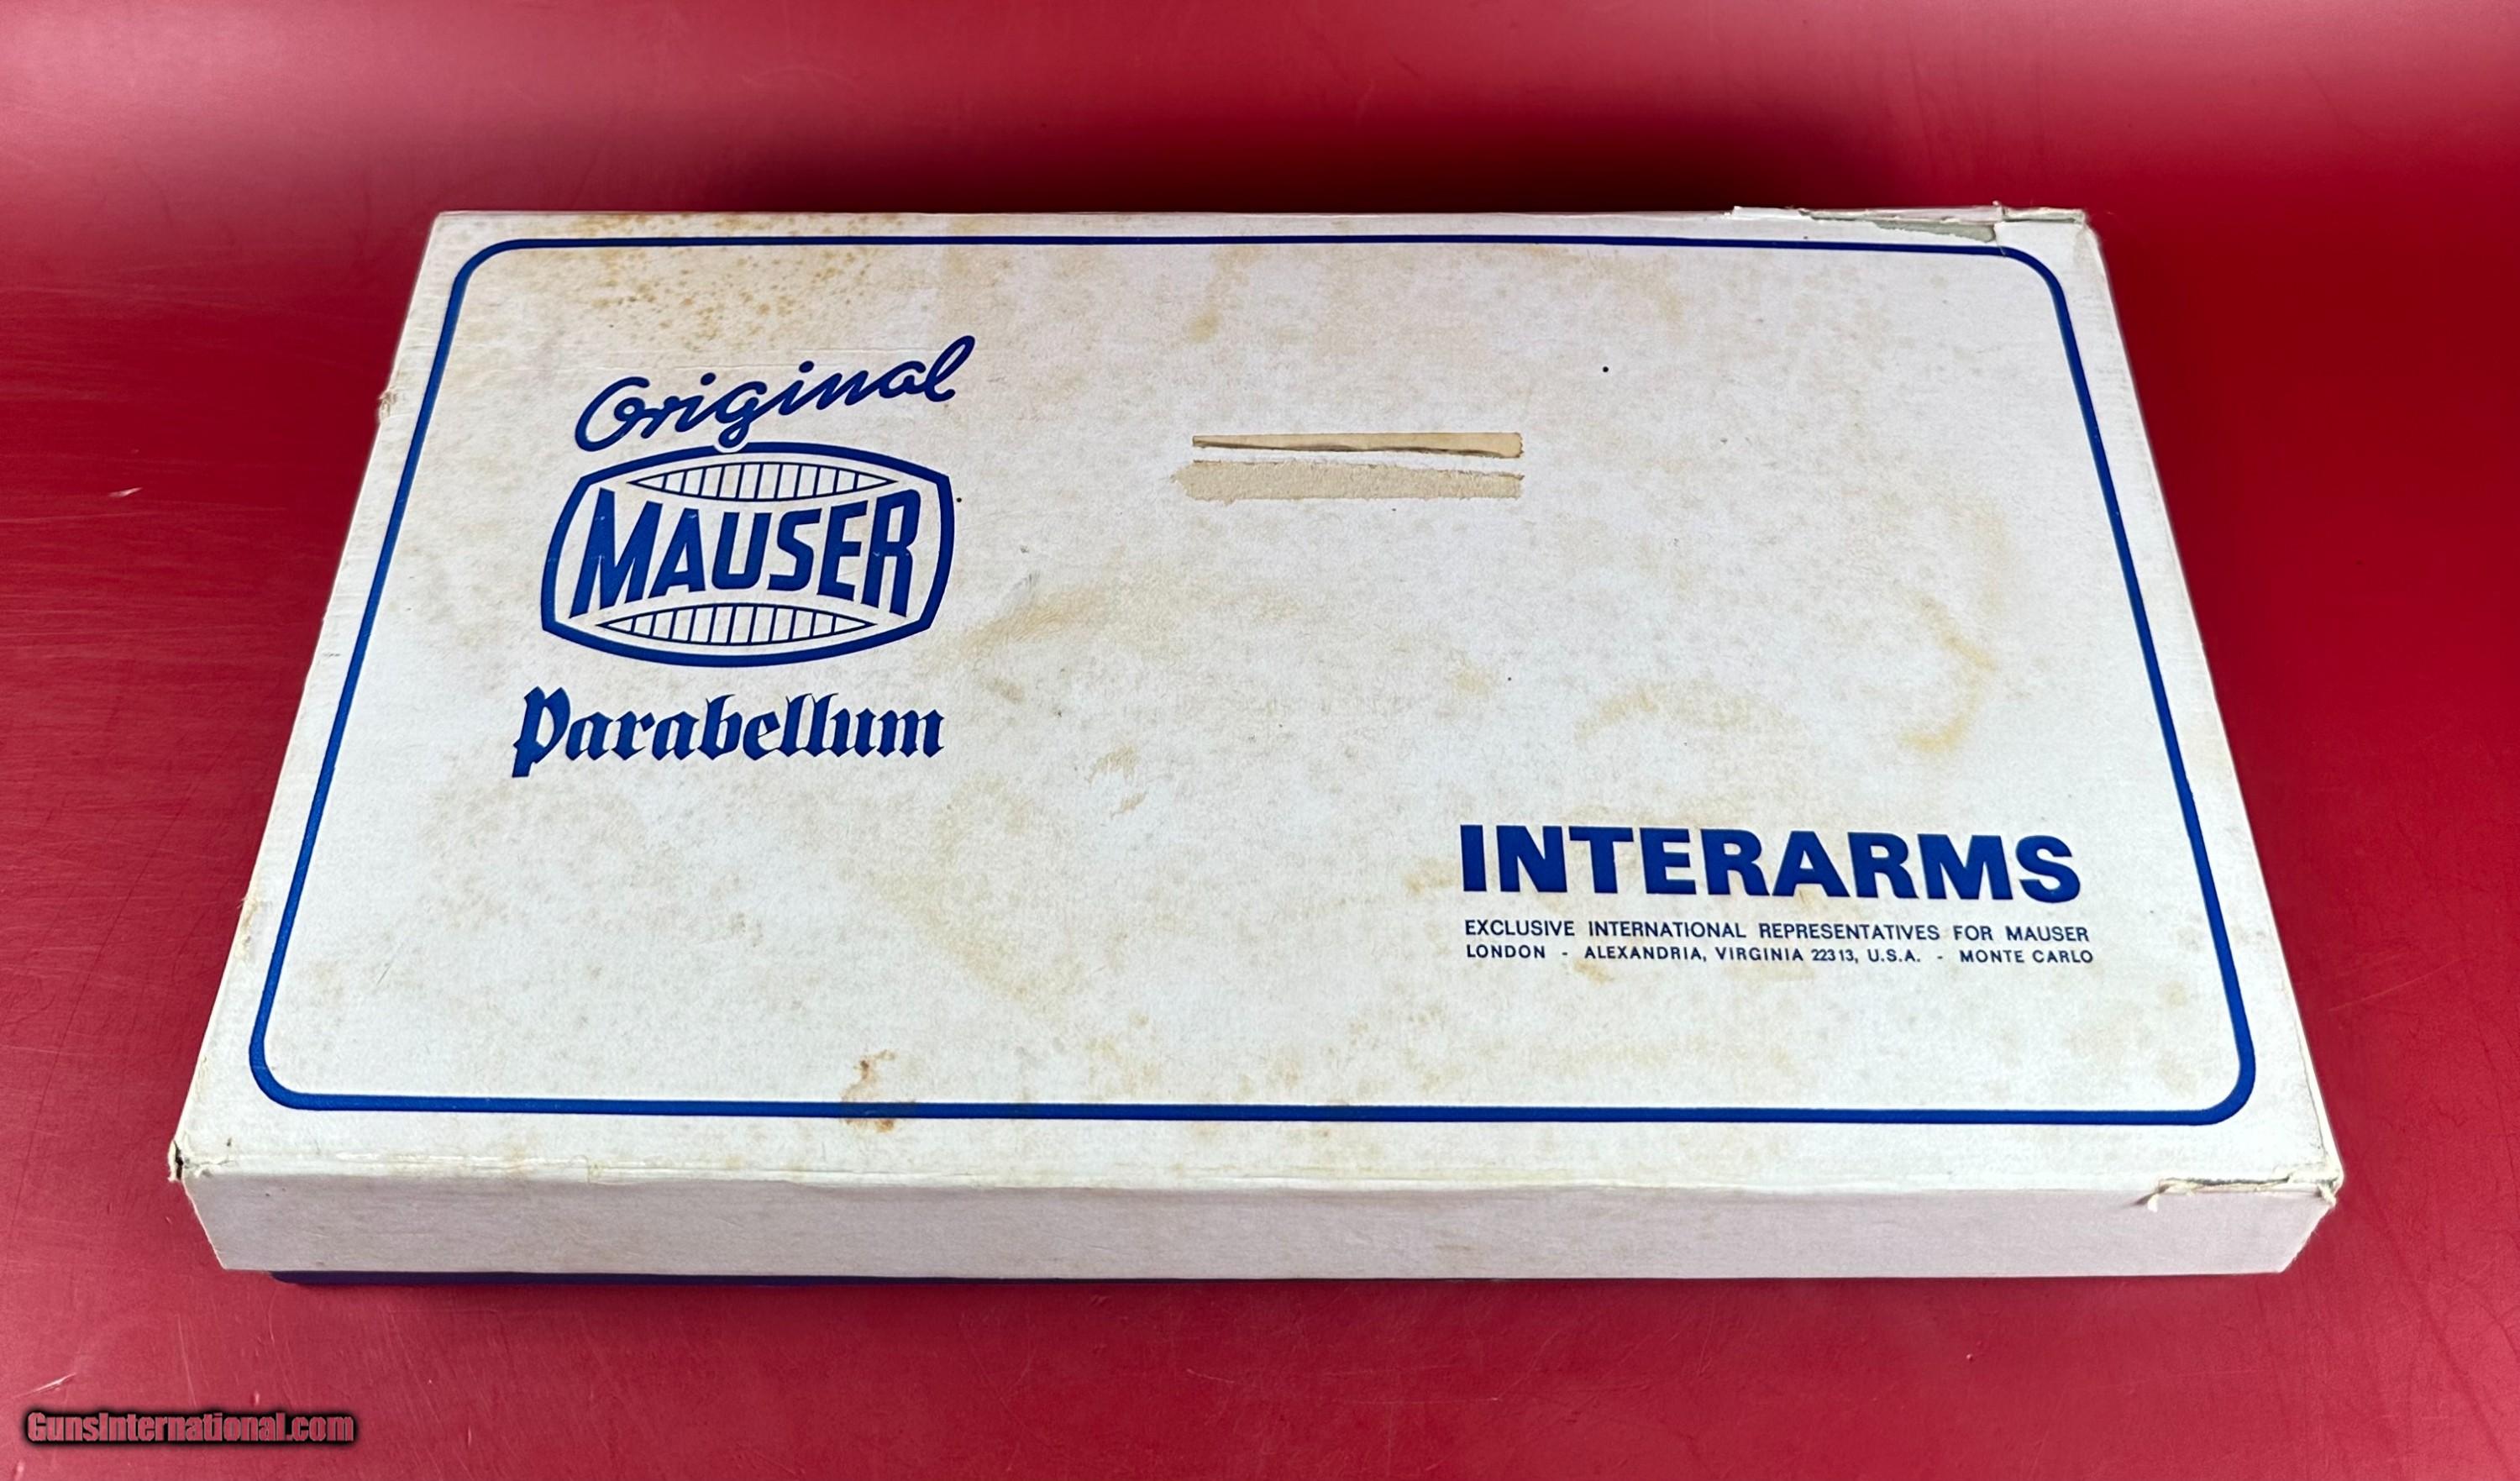 Original
MAUSER
Parabellum
INTERARMS
EXCLUSIVE INTERNATIONAL REPRESENTATIVES FOR MAUSER
LONDON - ALEXANDRIA, VIRGINIA 22313, U.S.A. - MONTE CARLO
GunsInternational.com